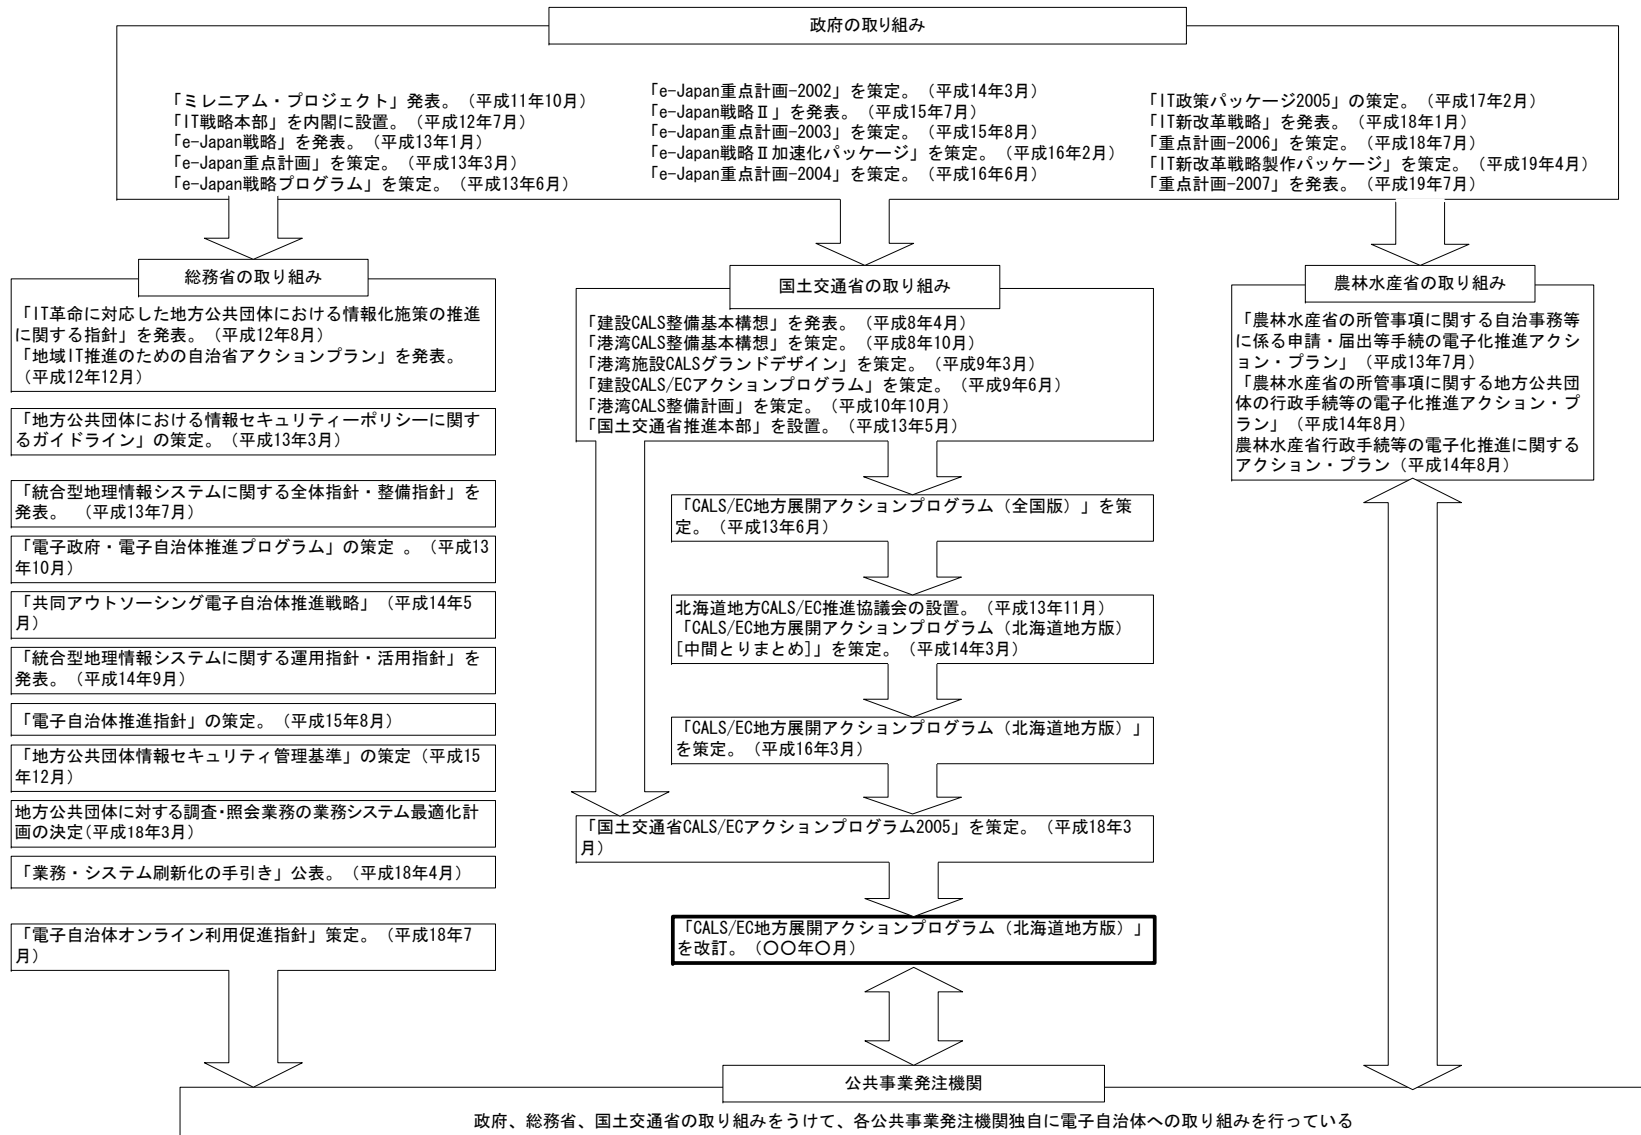 政府の取り組み
「ミレニアム・プロジェクト」発表。（平成11年10月）
「IT戦略本部」を内閣に設置。（平成12年7月）
「e-Japan戦略」を発表。（平成13年1月）
「e-Japan重点計画」を策定。（平成13年3月）
「e-Japan戦略プログラム」を策定。（平成13年6月）
「e-Japan重点計画-2002」を策定。（平成14年3月）
「e-Japan戦略Ⅱ」を発表。（平成15年7月）
「e-Japan重点計画-2003」を策定。（平成15年8月）
「e-Japan戦略Ⅱ加速化パッケージ」を策定。（平成16年2月）
「e-Japan重点計画-2004」を策定。（平成16年6月）
「IT政策パッケージ2005」の策定。（平成17年2月）
「IT新改革戦略」を発表。（平成18年1月）
「重点計画-2006」を策定。（平成18年7月）
「IT新改革戦略製作パッケージ」を策定。（平成19年4月）
「重点計画-2007」を発表。（平成19年7月）
総務省の取り組み
「IT革命に対応した地方公共団体における情報化施策の推進
に関する指針」を発表。（平成12年8月）
「地域IT推進のための自治省アクションプラン」を発表。
（平成12年12月）
「地方公共団体における情報セキュリティーポリシーに関す
るガイドライン」の策定。（平成13年3月）
「統合型地理情報システムに関する全体指針・整備指針」を
発表。　（平成13年7月）
「電子政府・電子自治体推進プログラム」の策定 。（平成13
年10月）
「共同アウトソーシング電子自治体推進戦略」（平成14年5
月）
「統合型地理情報システムに関する運用指針・活用指針」を
発表。（平成14年9月）
「電子自治体推進指針」の策定。（平成15年8月）
「地方公共団体情報セキュリティ管理基準」の策定（平成15
年12月）
地方公共団体に対する調査・照会業務の業務システム最適化計
画の決定(平成18年3月）
「業務・システム刷新化の手引き」公表。（平成18年4月）
「電子自治体オンライン利用促進指針」策定。（平成18年7
月）
国土交通省の取り組み
「建設CALS整備基本構想」を発表。（平成8年4月）
「港湾CALS整備基本構想」を策定。（平成8年10月）
「港湾施設CALSグランドデザイン」を策定。（平成9年3月）
「建設CALS/ECアクションプログラム」を策定。（平成9年6月）
「港湾CALS整備計画」を策定。（平成10年10月）
「国土交通省推進本部」を設置。（平成13年5月）
「CALS/EC地方展開アクションプログラム（全国版）」を策
定。（平成13年6月）
北海道地方CALS/EC推進協議会の設置。（平成13年11月）
「CALS/EC地方展開アクションプログラム（北海道地方版）
[中間とりまとめ]」を策定。（平成14年3月）
「CALS/EC地方展開アクションプログラム（北海道地方版）」
を策定。（平成16年3月）
「国土交通省CALS/ECアクションプログラム2005」を策定。（平成18年3
月）
「CALS/EC地方展開アクションプログラム（北海道地方版）」
を改訂。（〇〇年〇月）
農林水産省の取り組み
「農林水産省の所管事項に関する自治事務等
に係る申請・届出等手続の電子化推進アクシ
ョン・プラン」（平成13年7月）
「農林水産省の所管事項に関する地方公共団
体の行政手続等の電子化推進アクション・プ
ラン」（平成14年8月）
農林水産省行政手続等の電子化推進に関する
アクション・プラン（平成14年8月）
公共事業発注機関
政府、総務省、国土交通省の取り組みをうけて、各公共事業発注機関独自に電子自治体への取り組みを行っている